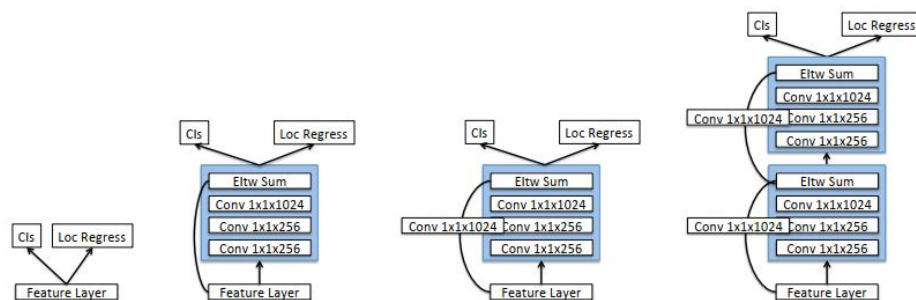 Cls
Loc Regress
Feature Layer
Cls
Loc Regress
Eltw Sum
Conv 1x1x1024
Conv 1x1x256
Conv 1x1x256
Feature Layer
Cls
Loc Regress
Eltw Sum
Conv 1x1x1024
Conv 1x1x1024
Conv 1x1x256
Conv 1x1x256
Feature Layer
Cls
Loc Regress
Eltw Sum
Conv 1x1x1024
Conv 1x1x1024
Conv 1x1x256
Conv 1x1x256
Eltw Sum
Conv 1x1x1024
Conv 1x1x1024
Conv 1x1x256
Conv 1x1x256
Feature Layer